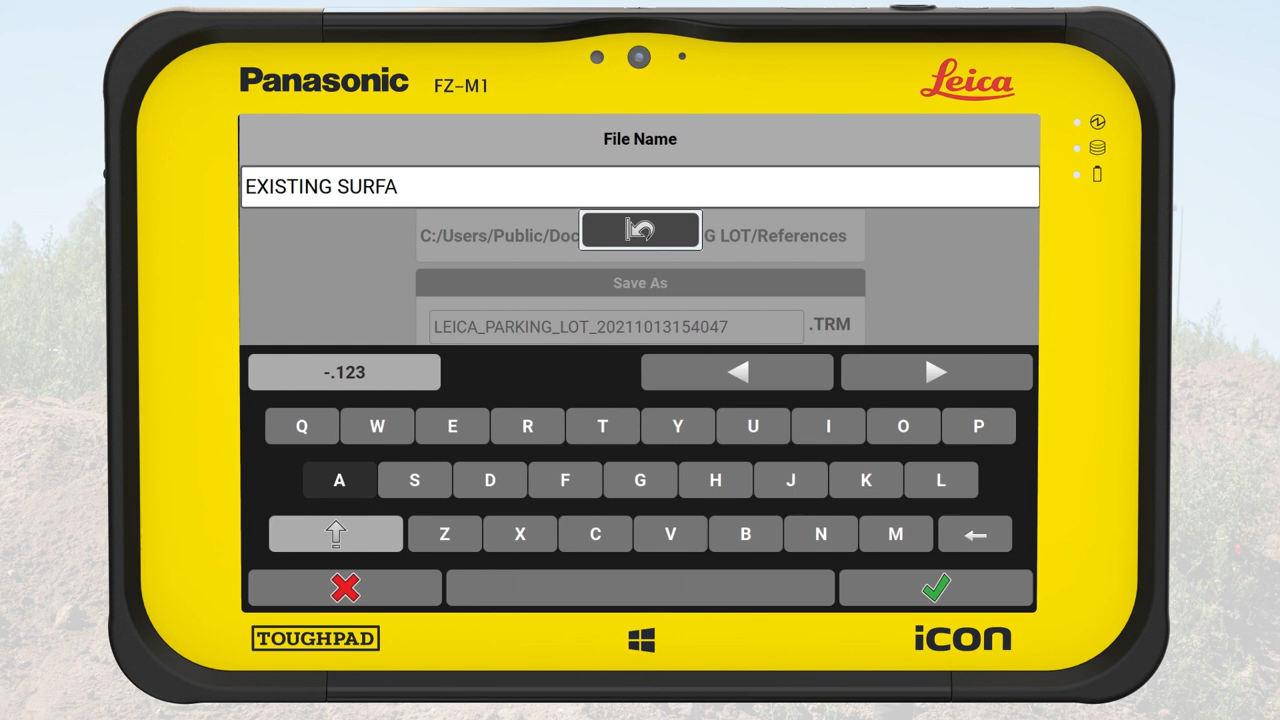 Panasonic FZ-M1 Leica
File Name
EXISTING SURFA
C:/Users/Public/Doc G LOT/References
Save As
LEICA_PARKING_LOT_20211013154047 .TRM
-.123
Q W E R T Y U I O P
A S D F G H J K L
Z X C V B N M
TOUGHPAD iCON